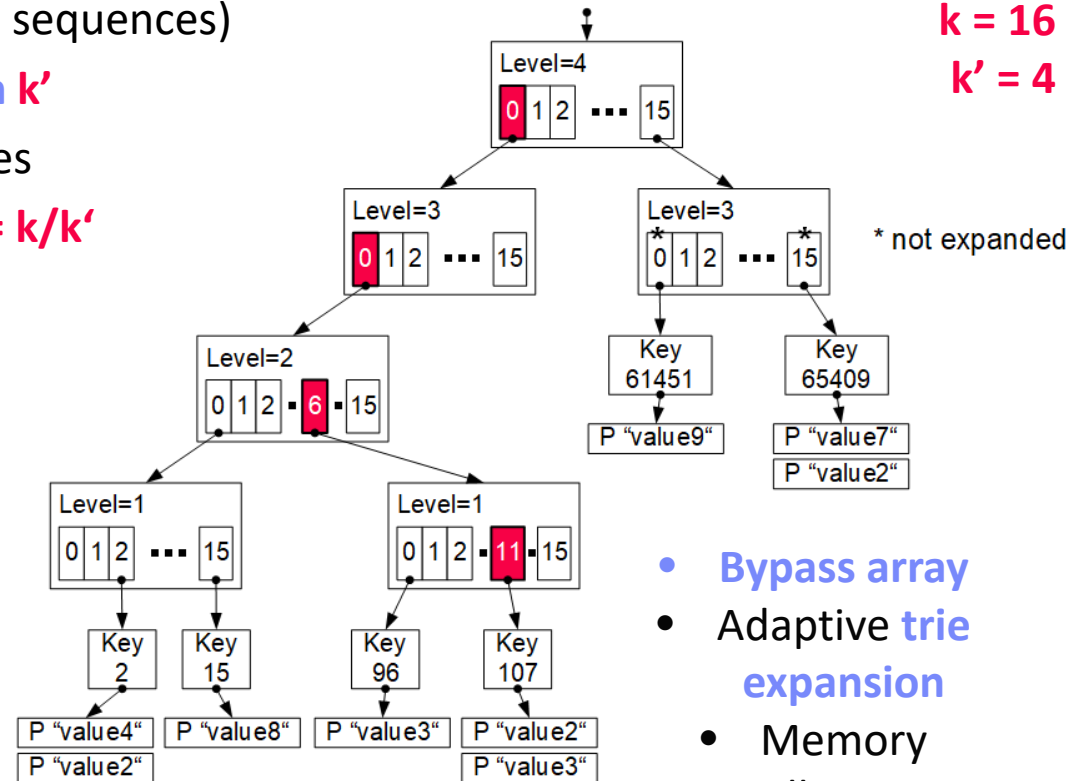 sequences)
k’
es
= k/k‘
k = 16
k’ = 4
Level=4
0 1 2 ▪▪▪ 15
Level=3
0 1 2 ▪▪▪ 15
Level=3
* *
0 1 2 ▪▪▪ 15
* not expanded
Level=2
0 1 2 ▪ 6 ▪ 15
Key
61451
Key
65409
P “value9“
P “value7“
P “value2“
Level=1
0 1 2 ▪▪▪ 15
Level=1
0 1 2 ▪ 11 ▪ 15
Key
2
Key
15
Key
96
Key
107
P “value4“
P “value2“
P “value8“
P “value3“
P “value2“
P “value3“
• Bypass array
• Adaptive trie
expansion
• Memory